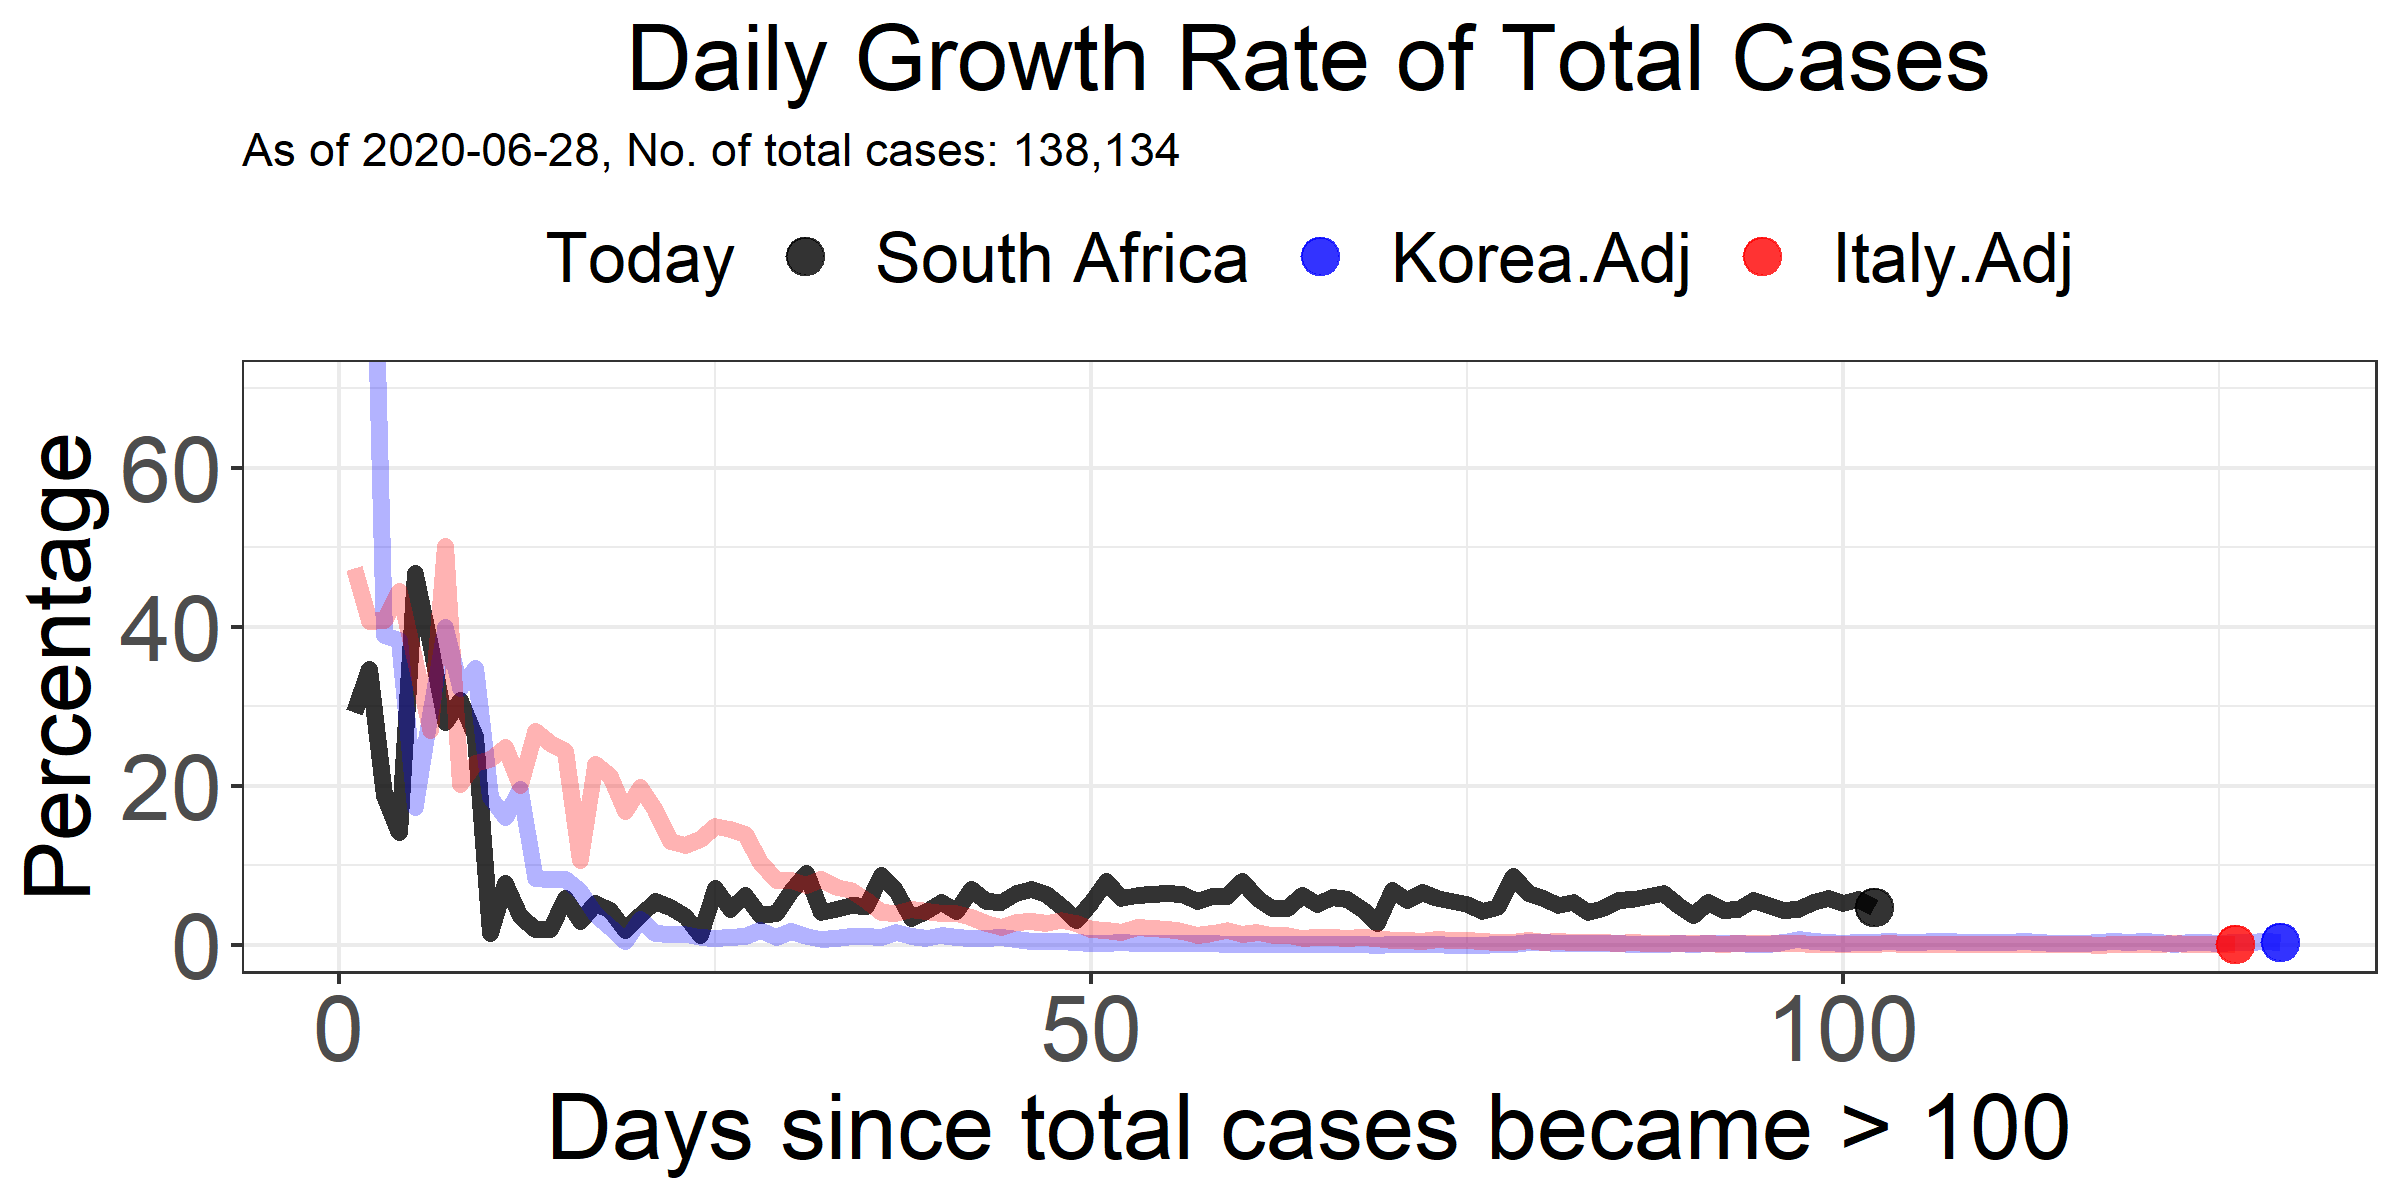 Daily Growth Rate of Total Cases
As of 2020-06-28, No. of total cases: 138,134
Today South Africa Korea.Adj Italy.Adj
Percentage
60
40
20
0
0 50 100
Days since total cases became > 100